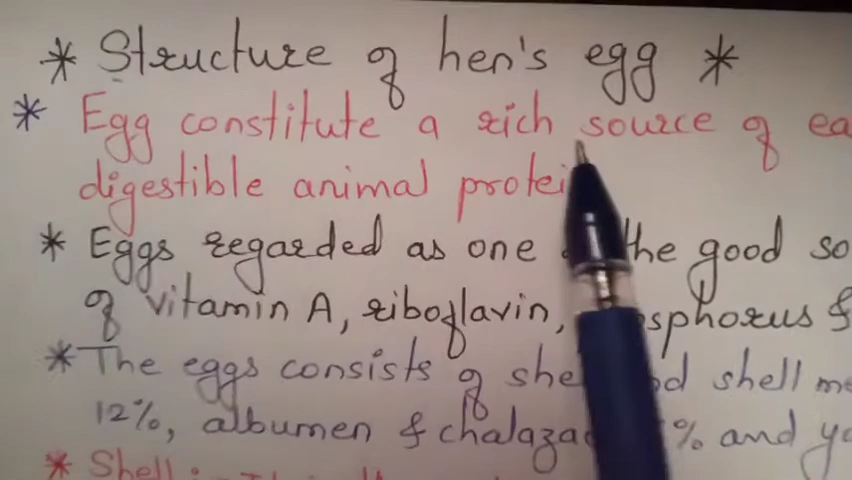 * Structure of hen's egg *
* Egg constitute a rich source of ea
digestible animal protei
* Eggs regarded as one the good so
of vitamin A, riboflavin, sphorus &
* The eggs consists of she d shell me
12%, albumen & chalaza % and yo
* Shell